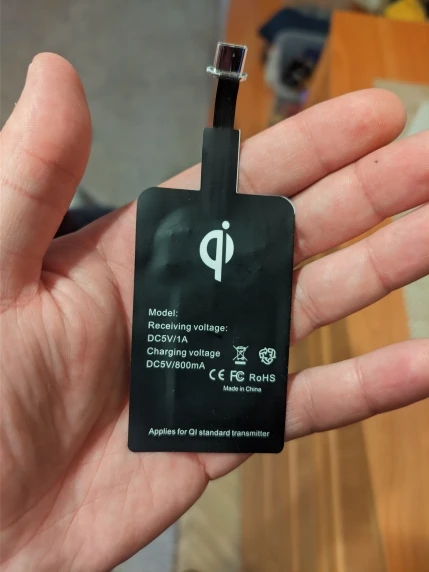 qi
Model:
Receiving voltage:
DC5V/1A
Charging voltage
DC5V/800mA
CE FC RoHS
Made in China
Applies for QI standard transmitter